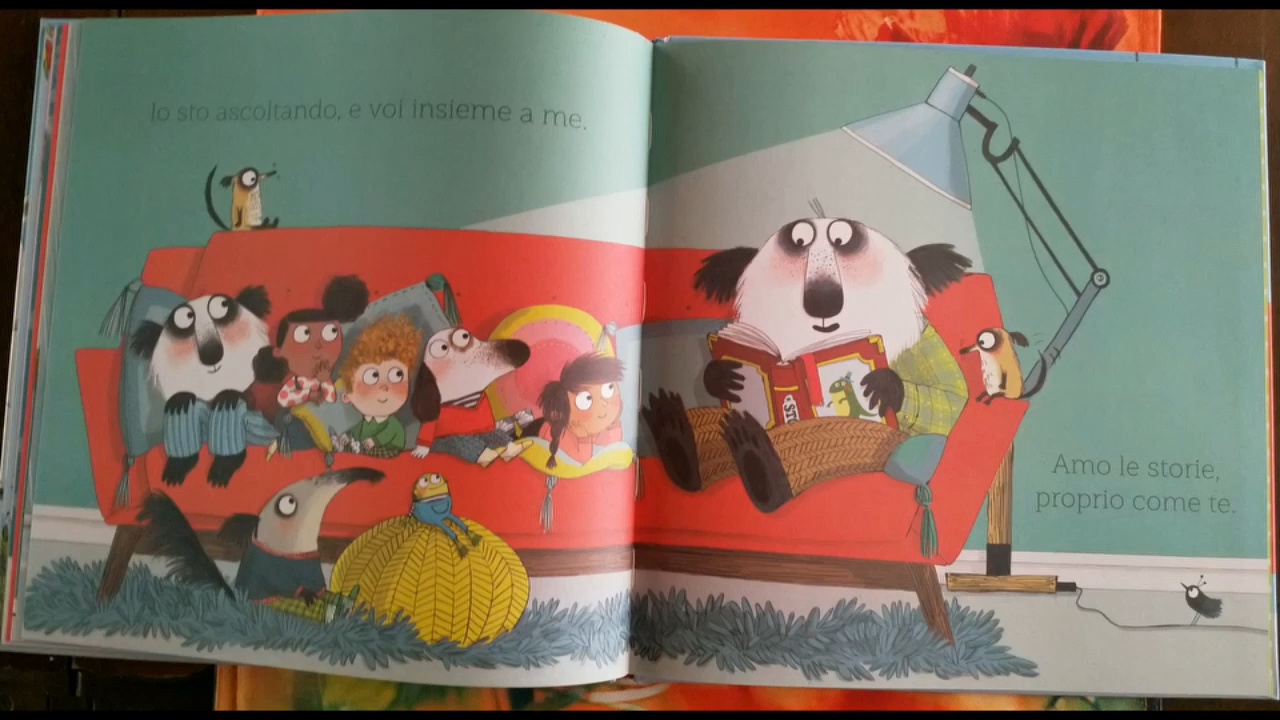 Io sto ascoltando, e voi insieme a me.
Amo le storie,
proprio come te.